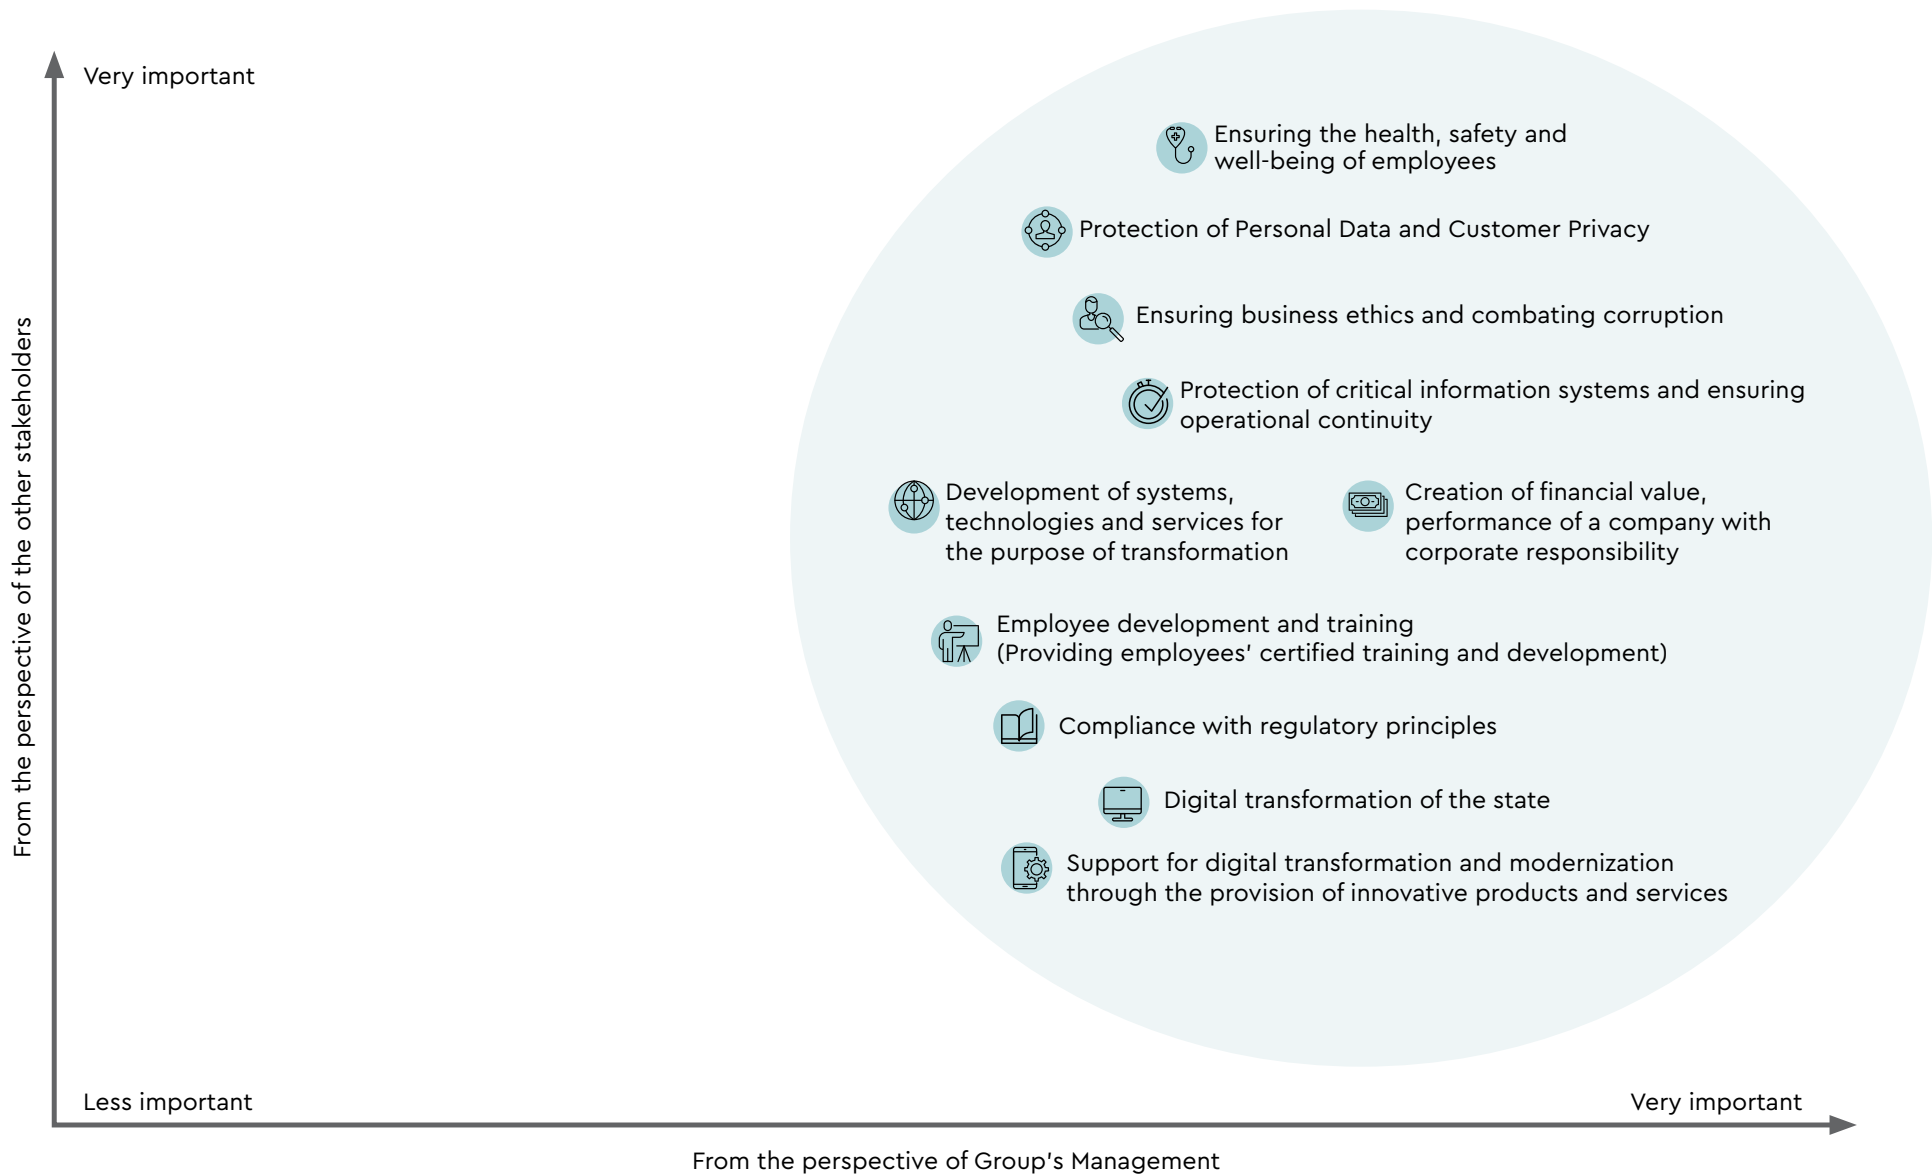 Very important
Ensuring the health, safety and
well-being of employees
Protection of Personal Data and Customer Privacy
Ensuring business ethics and combating corruption
Protection of critical information systems and ensuring
operational continuity
Development of systems,
technologies and services for
the purpose of transformation
Creation of financial value,
performance of a company with
corporate responsibility
Employee development and training
(Providing employees' certified training and development)
Compliance with regulatory principles
Digital transformation of the state
Support for digital transformation and modernization
through the provision of innovative products and services
From the perspective of the other stakeholders
Less important
Very important
From the perspective of Group's Management